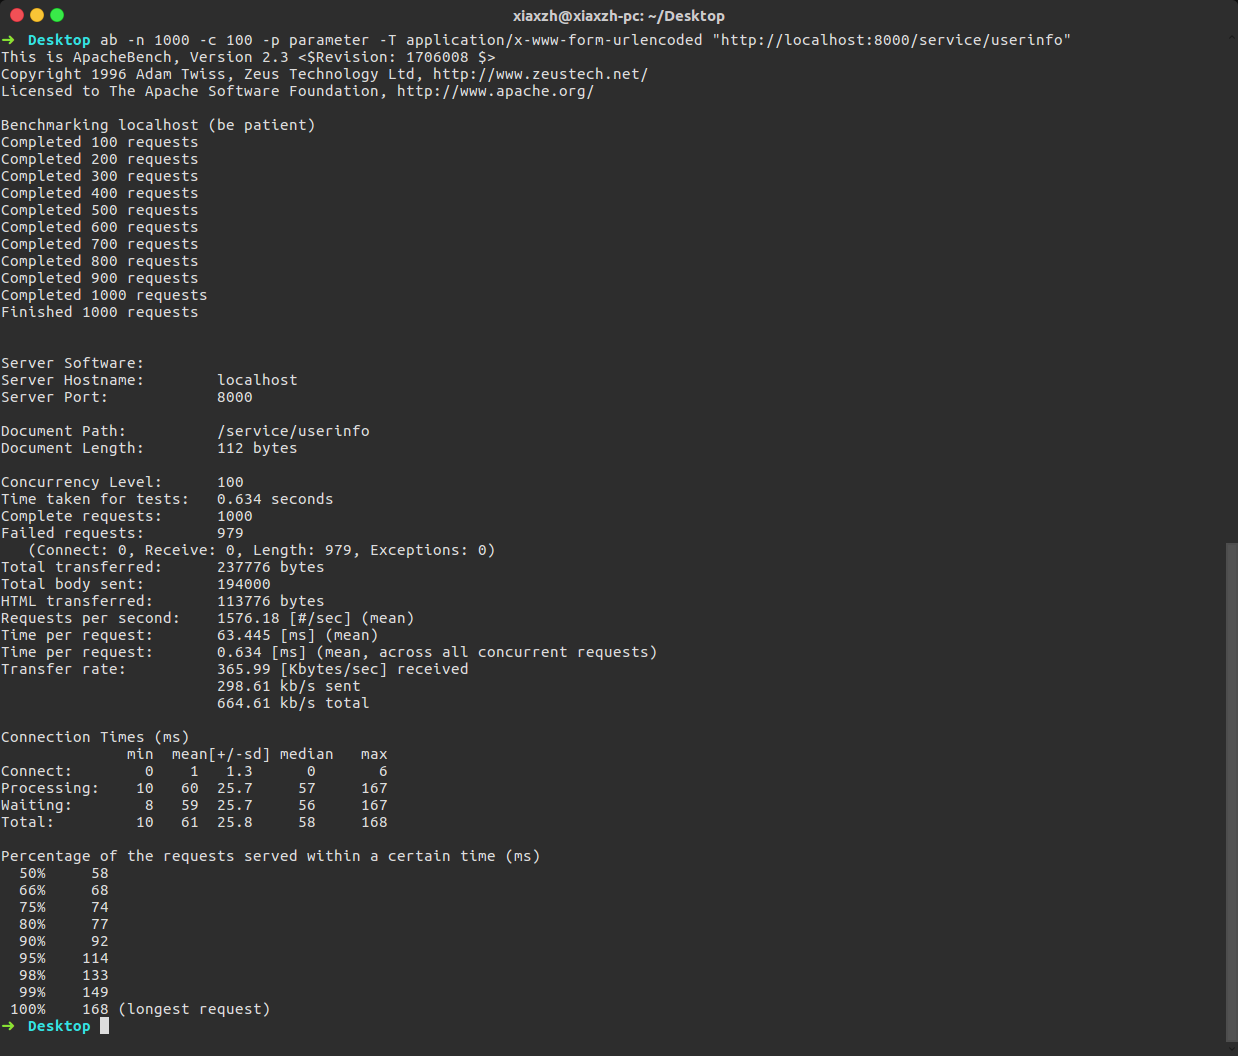 xiaxzh@xiaxzh-pc: ~/Desktop
➜  Desktop ab -n 1000 -c 100 -p parameter -T application/x-www-form-urlencoded "http://localhost:8000/service/userinfo"
This is ApacheBench, Version 2.3 <$Revision: 1706008 $>
Copyright 1996 Adam Twiss, Zeus Technology Ltd, http://www.zeustech.net/
Licensed to The Apache Software Foundation, http://www.apache.org/

Benchmarking localhost (be patient)
Completed 100 requests
Completed 200 requests
Completed 300 requests
Completed 400 requests
Completed 500 requests
Completed 600 requests
Completed 700 requests
Completed 800 requests
Completed 900 requests
Completed 1000 requests
Finished 1000 requests


Server Software:
Server Hostname:        localhost
Server Port:            8000

Document Path:          /service/userinfo
Document Length:        112 bytes

Concurrency Level:      100
Time taken for tests:   0.634 seconds
Complete requests:      1000
Failed requests:        979
   (Connect: 0, Receive: 0, Length: 979, Exceptions: 0)
Total transferred:      237776 bytes
Total body sent:        194000
HTML transferred:       113776 bytes
Requests per second:    1576.18 [#/sec] (mean)
Time per request:       63.445 [ms] (mean)
Time per request:       0.634 [ms] (mean, across all concurrent requests)
Transfer rate:          365.99 [Kbytes/sec] received
                        298.61 kb/s sent
                        664.61 kb/s total

Connection Times (ms)
              min  mean[+/-sd] median   max
Connect:        0    1   1.3      0       6
Processing:    10   60  25.7     57     167
Waiting:        8   59  25.7     56     167
Total:         10   61  25.8     58     168

Percentage of the requests served within a certain time (ms)
  50%     58
  66%     68
  75%     74
  80%     77
  90%     92
  95%    114
  98%    133
  99%    149
 100%    168 (longest request)
➜  Desktop